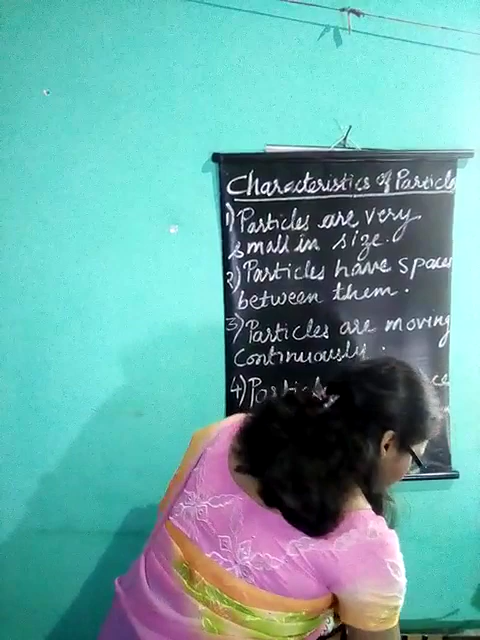 Characteristics of Particle
1) Particles are very
small in size.
2) Particles have space
between them.
3) Particles are moving
continuously.
4)